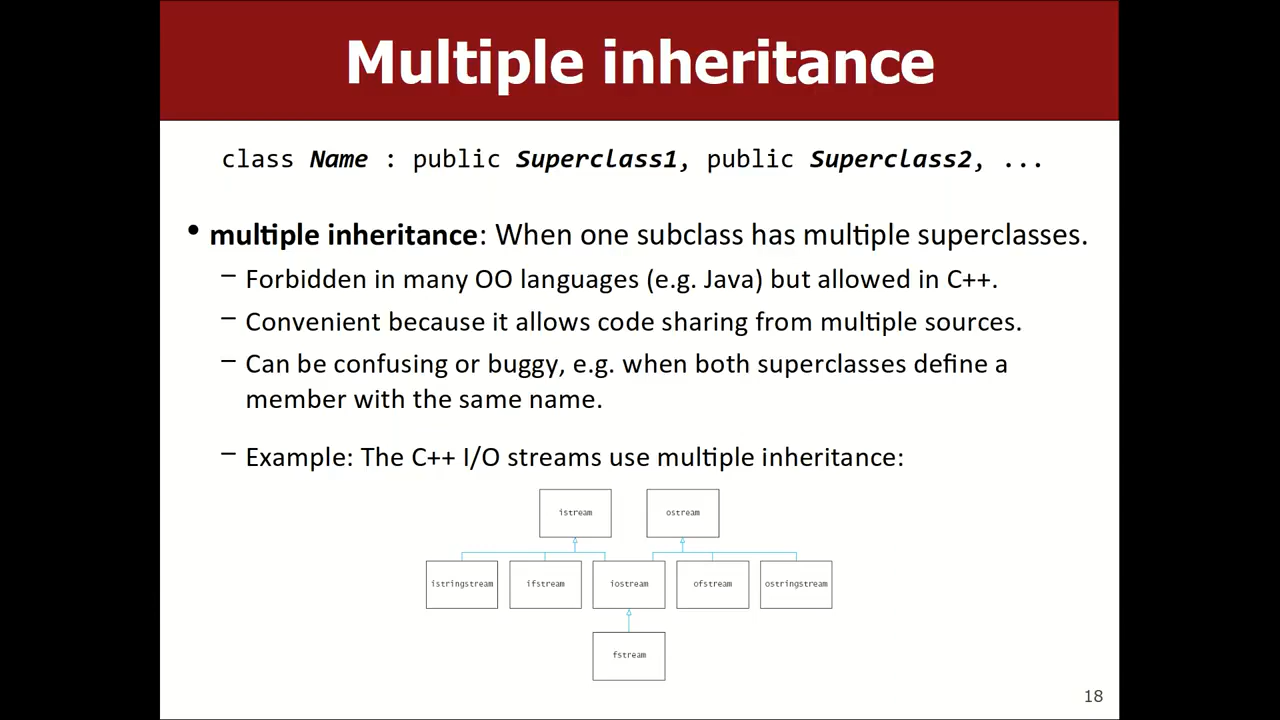 Multiple inheritance
class Name : public Superclass1, public Superclass2, ...
• multiple inheritance: When one subclass has multiple superclasses.
– Forbidden in many OO languages (e.g. Java) but allowed in C++.
– Convenient because it allows code sharing from multiple sources.
– Can be confusing or buggy, e.g. when both superclasses define a
member with the same name.
– Example: The C++ I/O streams use multiple inheritance:
istream ostream
istringstream ifstream iostream ofstream ostringstream
fstream
18